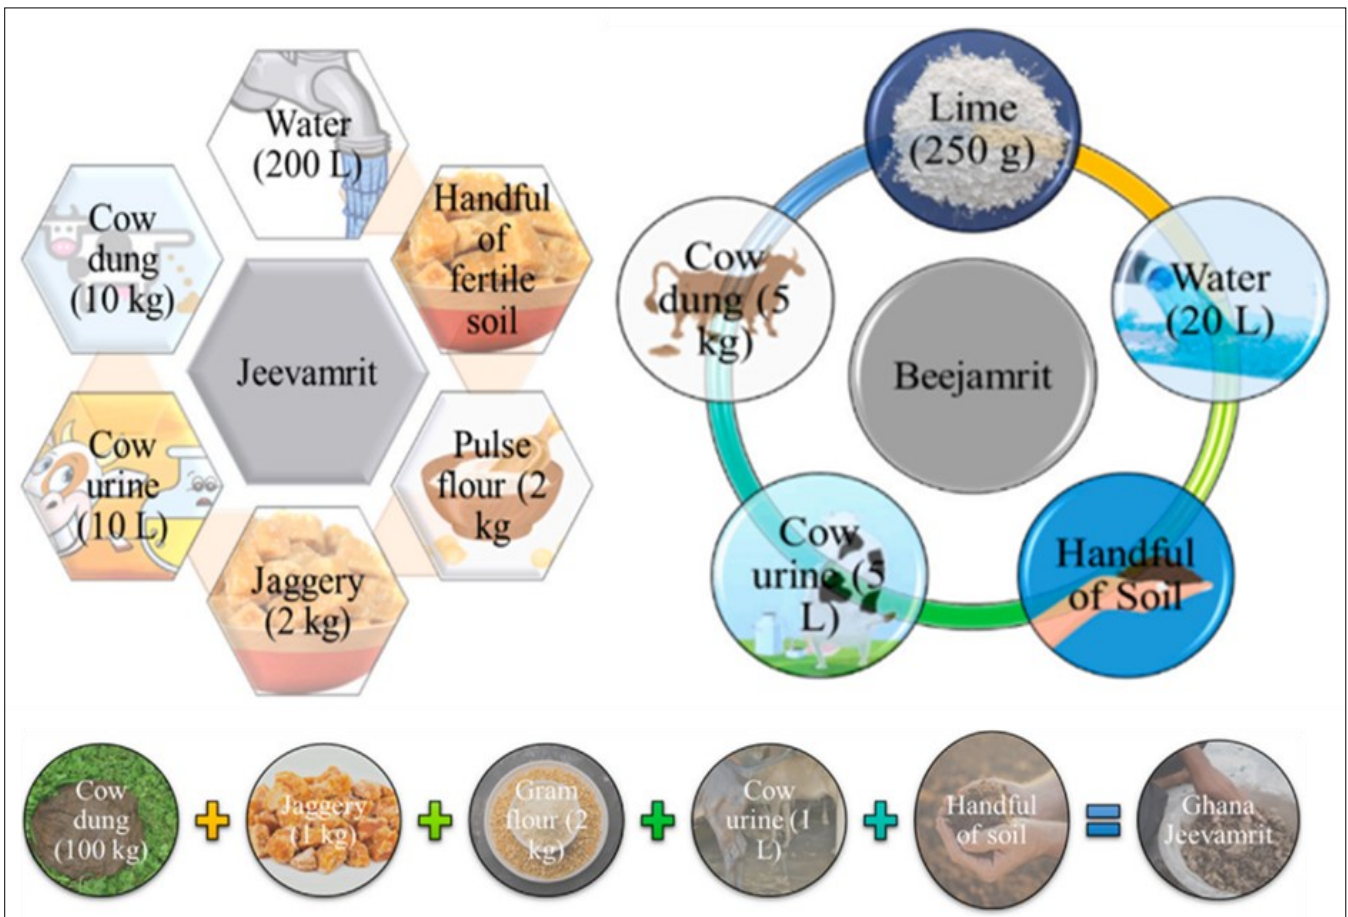 Water
(200 L)
Handful
of
fertile
soil
Pulse
flour (2
kg
Jaggery
(2 kg)
Cow
urine
(10 L)
Cow
dung
(10 kg)
Jeevamrit
Lime
(250 g)
Water
(20 L)
Handful
of Soil
Cow
urine (5
L)
Cow
dung (5
kg)
Beejamrit
Cow
dung
(100 kg)
Jaggery
(1 kg)
Gram
flour (2
kg)
Cow
urine (1
L)
Handful
of soil
Ghana
Jeevamrit